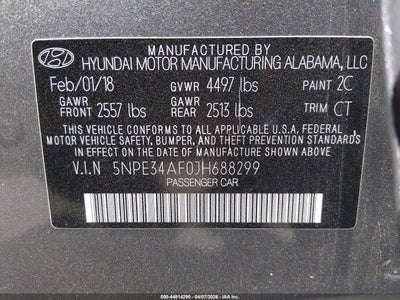 MANUFACTURED BY
HYUNDAI MOTOR MANUFACTURING ALABAMA, LLC
Feb/01/18 GVWR 4497 lbs PAINT 2C
GAWR FRONT 2557 lbs GAWR REAR 2513 lbs TRIM CT
THIS VEHICLE CONFORMS TO ALL APPLICABLE U.S.A. FEDERAL
MOTOR VEHICLE SAFETY, BUMPER, AND THEFT PREVENTION STANDARDS
IN EFFECT ON THE DATE OF MANUFACTURE SHOWN ABOVE.
V.I.N 5NPE34AF0JH688299
PASSENGER CAR
000-44814290 - 04/07/2026 - IAA, Inc.